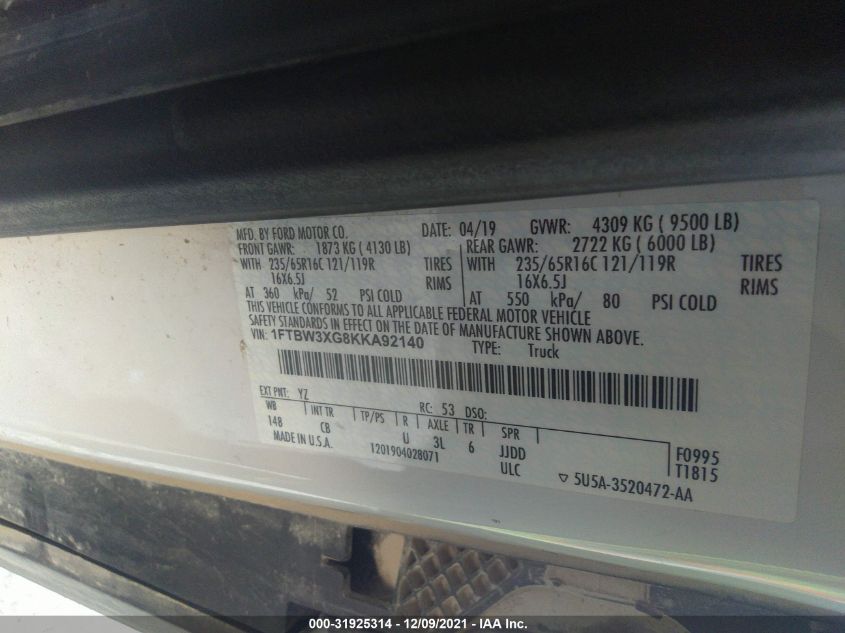 MFD. BY FORD MOTOR CO. DATE: 04/19 GVWR: 4309 KG ( 9500 LB)
FRONT GAWR: 1873 KG ( 4130 LB) REAR GAWR: 2722 KG ( 6000 LB)
WITH 235/65R16C 121/119R TIRES WITH 235/65R16C 121/119R TIRES
16X6.5J RIMS 16X6.5J RIMS
AT 360 kPa/ 52 PSI COLD AT 550 kPa/ 80 PSI COLD
THIS VEHICLE CONFORMS TO ALL APPLICABLE FEDERAL MOTOR VEHICLE
SAFETY STANDARDS IN EFFECT ON THE DATE OF MANUFACTURE SHOWN ABOVE.
VIN: 1FTBW3XG8KKA92140 TYPE: Truck
EXT PNT: YZ RC: 53 DSO:
WB INT TR TP/PS R AXLE TR SPR
148 CB U 3L 6 JJDD F0995
MADE IN U.S.A. 1201904028071 ULC T1815
▽ 5U5A-3520472-AA
000-31925314 - 12/09/2021 - IAA Inc.